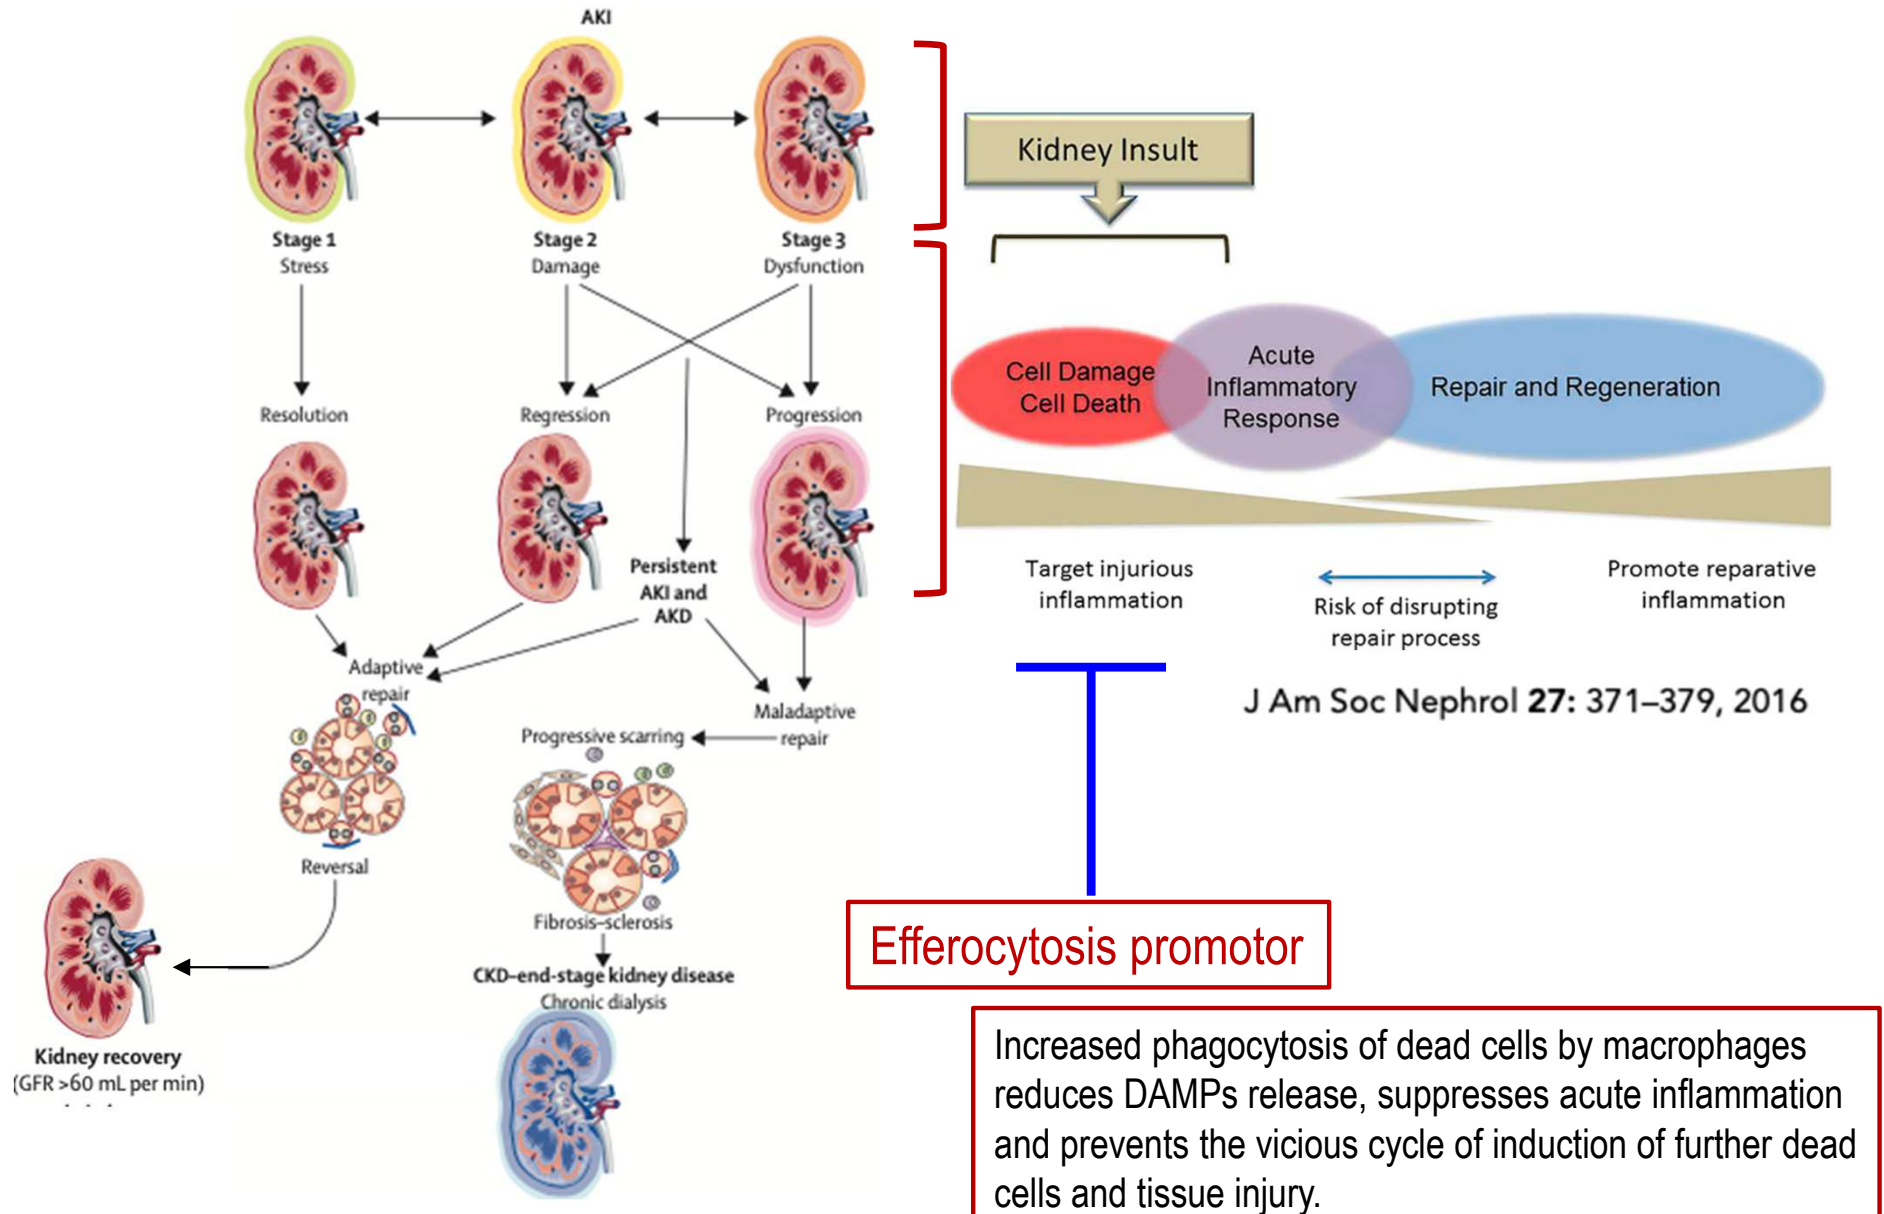 AKI
Stage 1
Stress
Stage 2
Damage
Stage 3
Dysfunction
Resolution
Regression
Progression
Persistent
AKI and
AKD
Adaptive
repair
Maladaptive
repair
Progressive scarring
Reversal
Fibrosis–sclerosis
CKD–end-stage kidney disease
Chronic dialysis
Kidney recovery
(GFR >60 mL per min)
Kidney Insult
Cell Damage
Cell Death
Acute
Inflammatory
Response
Repair and Regeneration
Target injurious
inflammation
Risk of disrupting
repair process
Promote reparative
inflammation
J Am Soc Nephrol 27: 371–379, 2016
Efferocytosis promotor
Increased phagocytosis of dead cells by macrophages
reduces DAMPs release, suppresses acute inflammation
and prevents the vicious cycle of induction of further dead
cells and tissue injury.